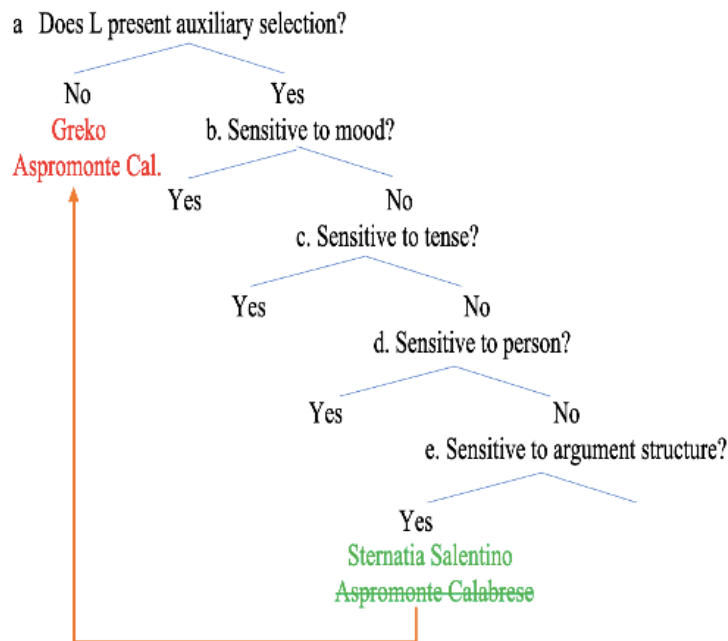 a Does L present auxiliary selection?
No Yes
Greko b. Sensitive to mood?
Aspromonte Cal.
Yes No
c. Sensitive to tense?
Yes No
d. Sensitive to person?
Yes No
e. Sensitive to argument structure?
Yes
Sternatia Salentino
Aspromonte Calabrese